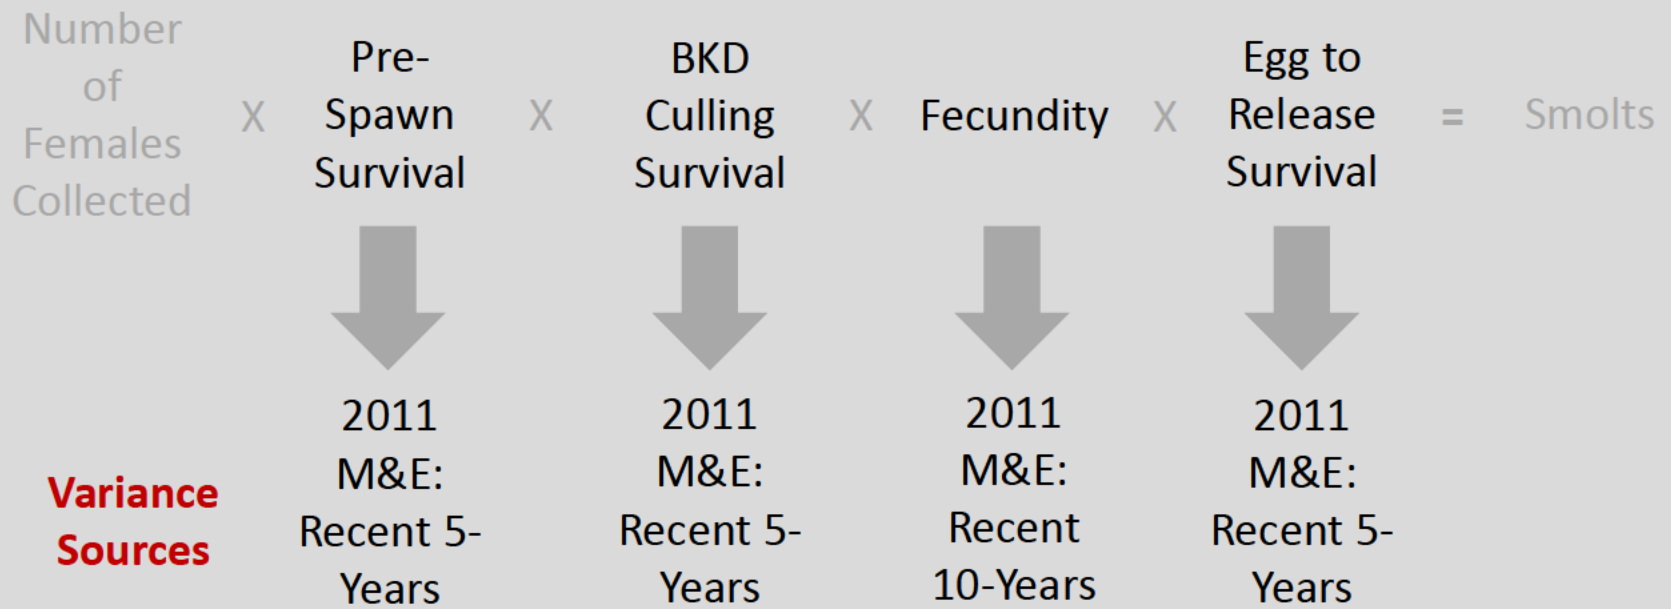 Number
of
Females
Collected
X
Pre-
Spawn
Survival
X
BKD
Culling
Survival
X
Fecundity
X
Egg to
Release
Survival
=
Smolts
Variance
Sources
2011
M&E:
Recent 5-
Years
2011
M&E:
Recent 5-
Years
2011
M&E:
Recent
10-Years
2011
M&E:
Recent 5-
Years